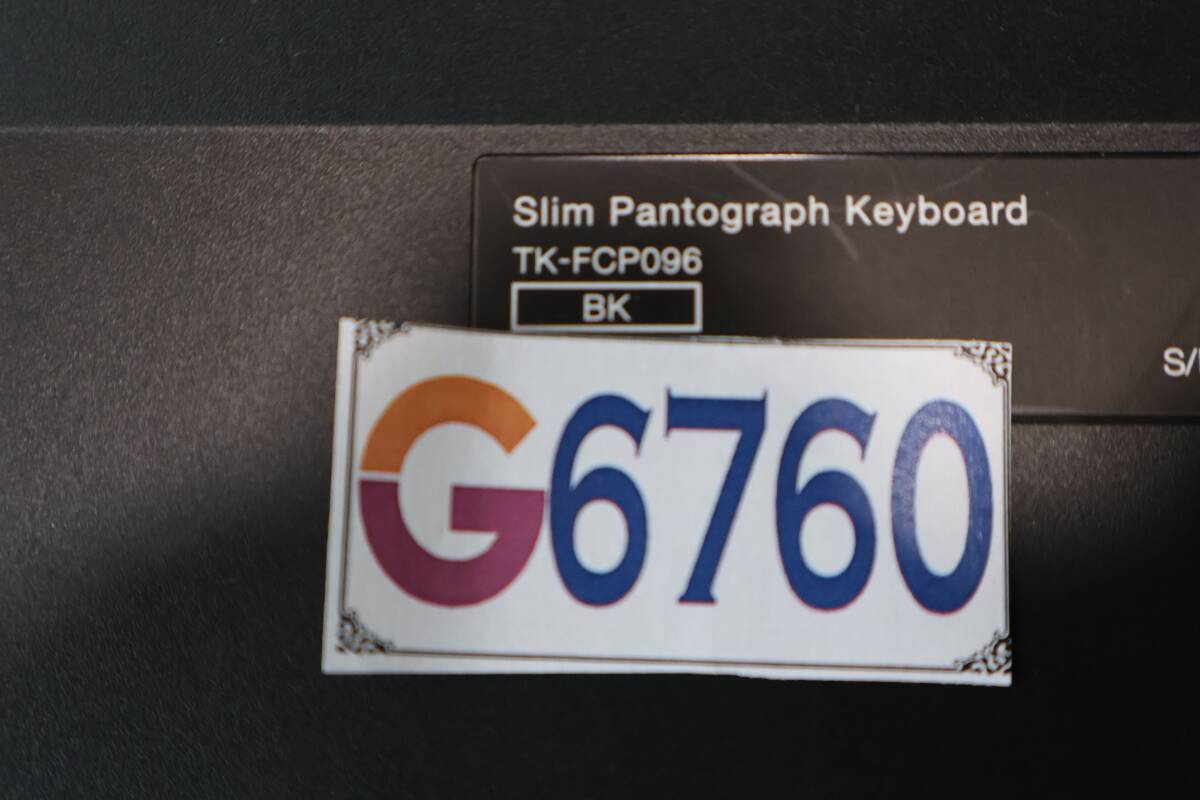 Slim Pantograph Keyboard
TK-FCP096
BK
S/
G6760